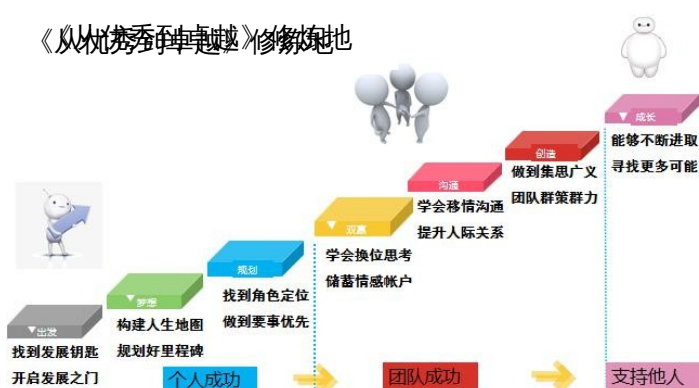 《从优秀到卓越》修炼地
成长
能够不断进取
寻找更多可能
创造
做到集思广义
团队群策群力
沟通
学会移情沟通
提升人际关系
双赢
学会换位思考
储蓄情感帐户
规划
找到角色定位
做到要事优先
梦想
构建人生地图
规划好里程碑
出发
找到发展钥匙
开启发展之门
个人成功
团队成功
支持他人